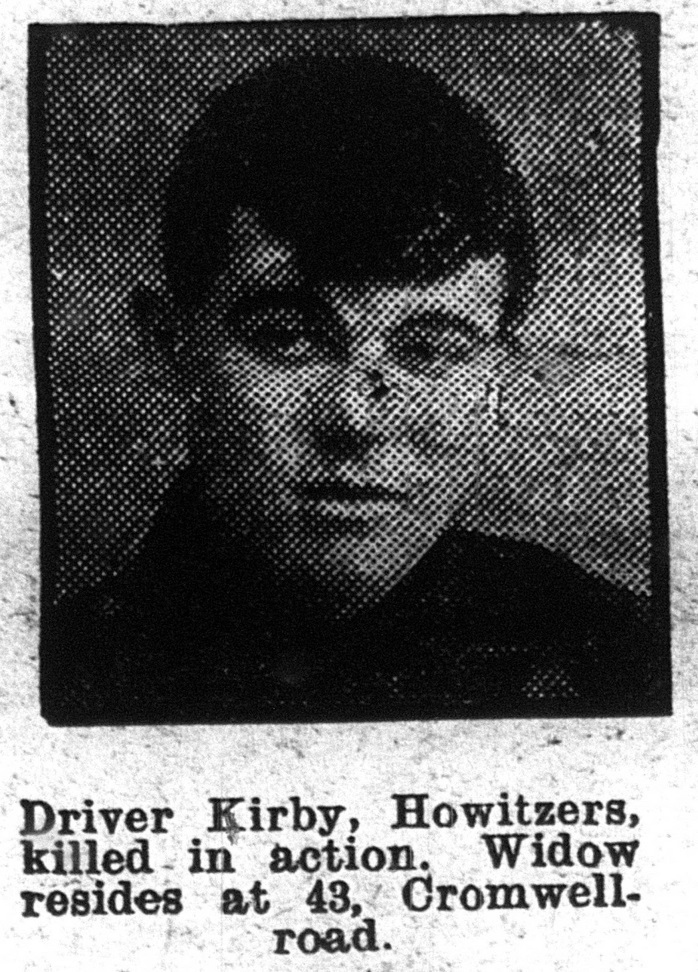 Driver Kirby, Howitzers,
killed in action. Widow
resides at 43, Cromwell-
road.